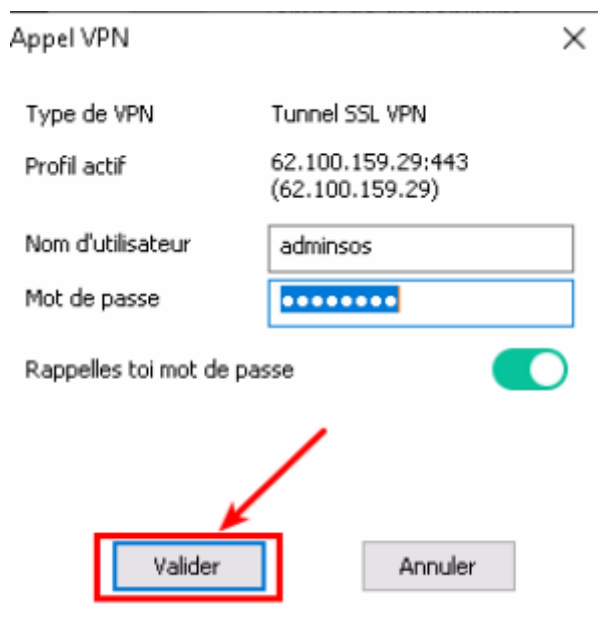 Appel VPN
Type de VPN Tunnel SSL VPN
Profil actif 62.100.159.29:443
(62.100.159.29)
Nom d'utilisateur adminsos
Mot de passe ●●●●●●●●
Rappelles toi mot de passe
Valider Annuler